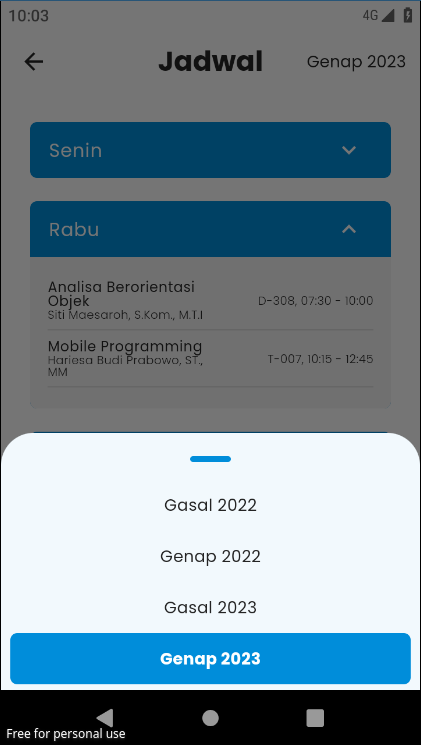 10:03 4G
Jadwal Genap 2023
Senin
Rabu
Analisa Berorientasi
Objek
Siti Maesaroh, S.Kom., M.T.I
D-308, 07:30 - 10:00
Mobile Programming
Hariesa Budi Prabowo, ST.,
MM
T-007, 10:15 - 12:45
Gasal 2022
Genap 2022
Gasal 2023
Genap 2023
Free for personal use